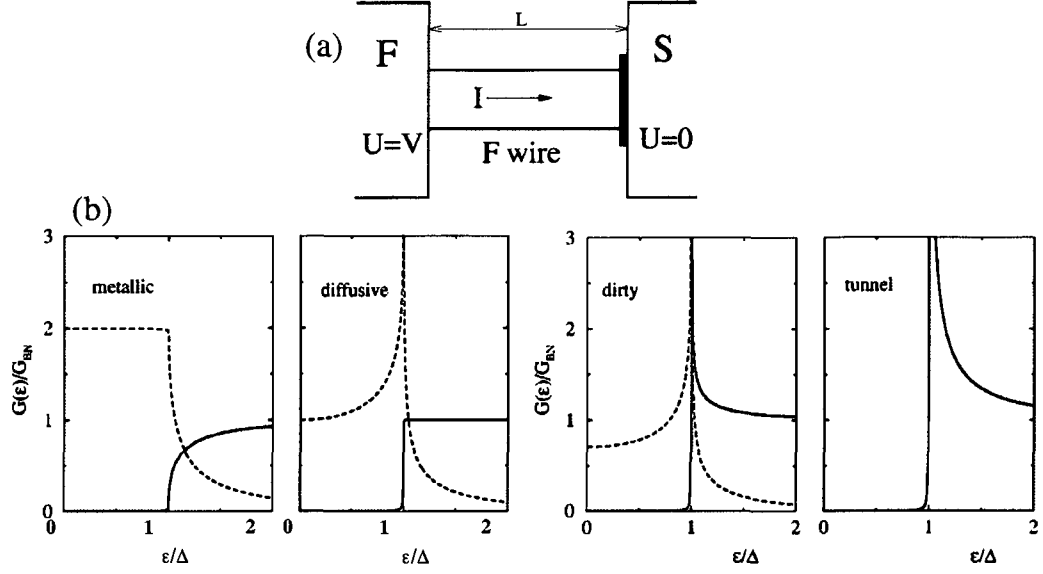 L
(a)
F
S
I
U=V
F wire
U=0
(b)
G(ε)/G_BN
3
2
1
0
metallic
0
1
2
ε/Δ
diffusive
0
1
2
ε/Δ
G(ε)/G_BN
3
2
1
0
dirty
0
1
2
ε/Δ
tunnel
0
1
2
ε/Δ